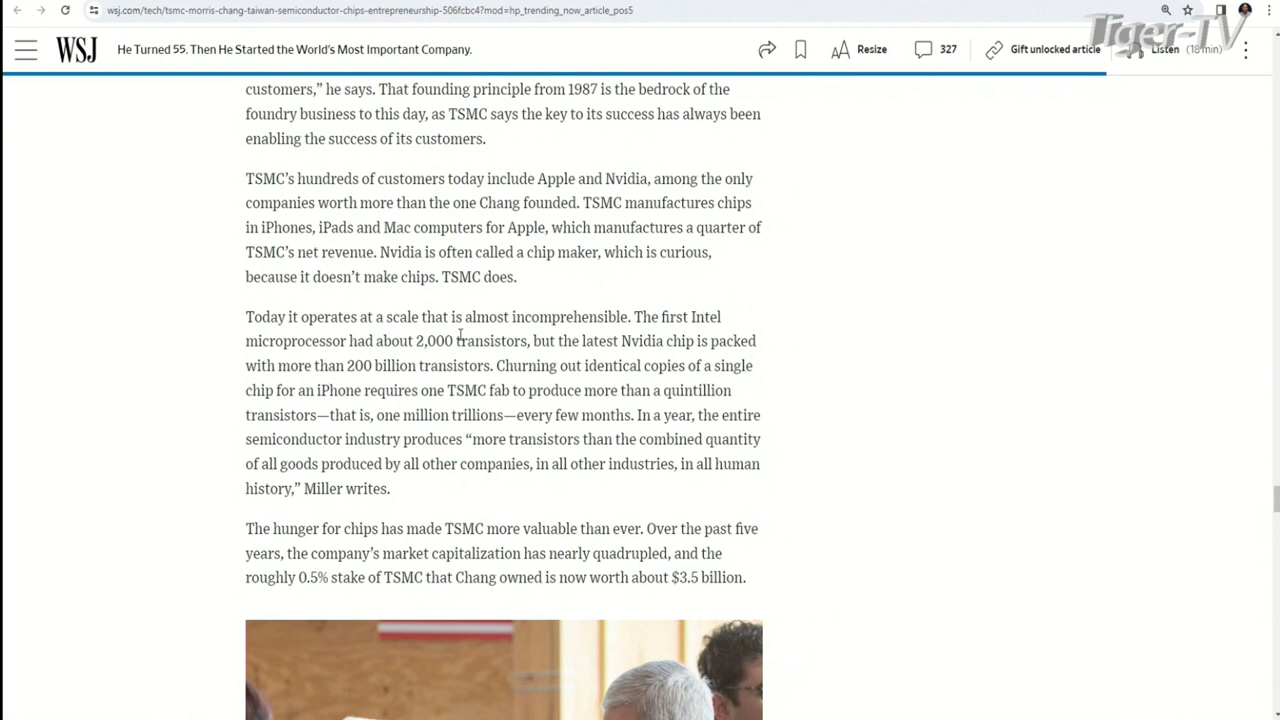 wsj.com/tech/tsmc-morris-chang-taiwan-semiconductor-chips-entrepreneurship-506fcbc4?mod=hp_trending_now_article_pos5
Tiger-TV
WSJ He Turned 55. Then He Started the World's Most Important Company. AA Resize 327 Gift unlocked article Listen (18 min)
customers,” he says. That founding principle from 1987 is the bedrock of the
foundry business to this day, as TSMC says the key to its success has always been
enabling the success of its customers.
TSMC’s hundreds of customers today include Apple and Nvidia, among the only
companies worth more than the one Chang founded. TSMC manufactures chips
in iPhones, iPads and Mac computers for Apple, which manufactures a quarter of
TSMC’s net revenue. Nvidia is often called a chip maker, which is curious,
because it doesn’t make chips. TSMC does.
Today it operates at a scale that is almost incomprehensible. The first Intel
microprocessor had about 2,000 transistors, but the latest Nvidia chip is packed
with more than 200 billion transistors. Churning out identical copies of a single
chip for an iPhone requires one TSMC fab to produce more than a quintillion
transistors—that is, one million trillions—every few months. In a year, the entire
semiconductor industry produces “more transistors than the combined quantity
of all goods produced by all other companies, in all other industries, in all human
history,” Miller writes.
The hunger for chips has made TSMC more valuable than ever. Over the past five
years, the company’s market capitalization has nearly quadrupled, and the
roughly 0.5% stake of TSMC that Chang owned is now worth about $3.5 billion.